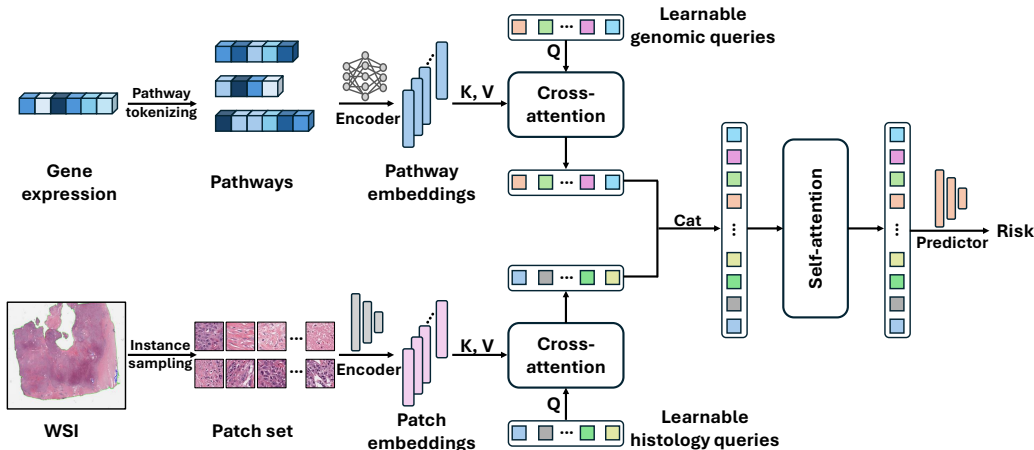 Gene
expression
Pathway
tokenizing
Pathways
Encoder
Pathway
embeddings
K, V
Learnable
genomic queries
Q
Cross-
attention
Cat
Self-attention
Predictor
Risk
WSI
Instance
sampling
Patch set
Encoder
Patch
embeddings
K, V
Cross-
attention
Q
Learnable
histology queries